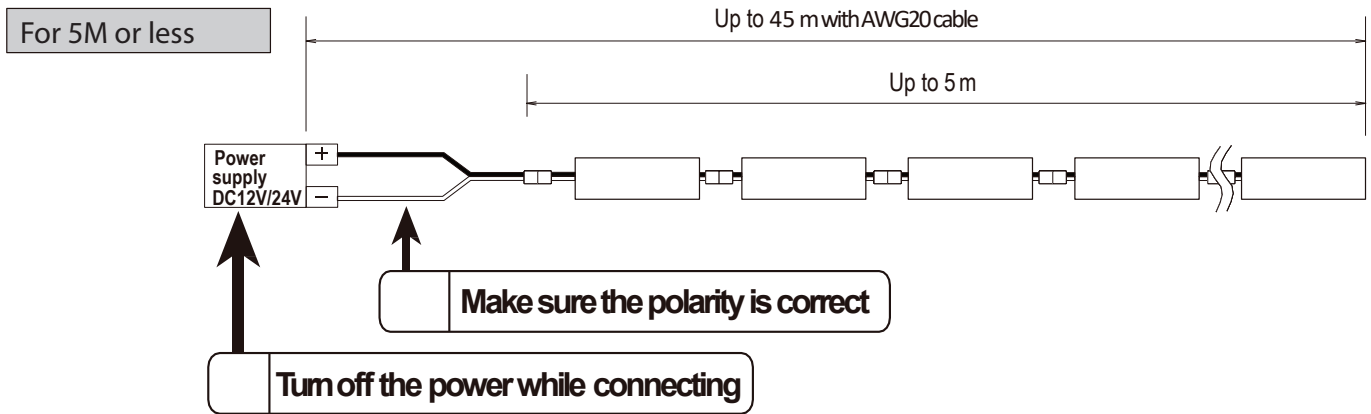 For 5M or less
Up to 45 m with AWG20 cable
Up to 5 m
Power
supply
DC12V/24V
+
−
Make sure the polarity is correct
Turn off the power while connecting